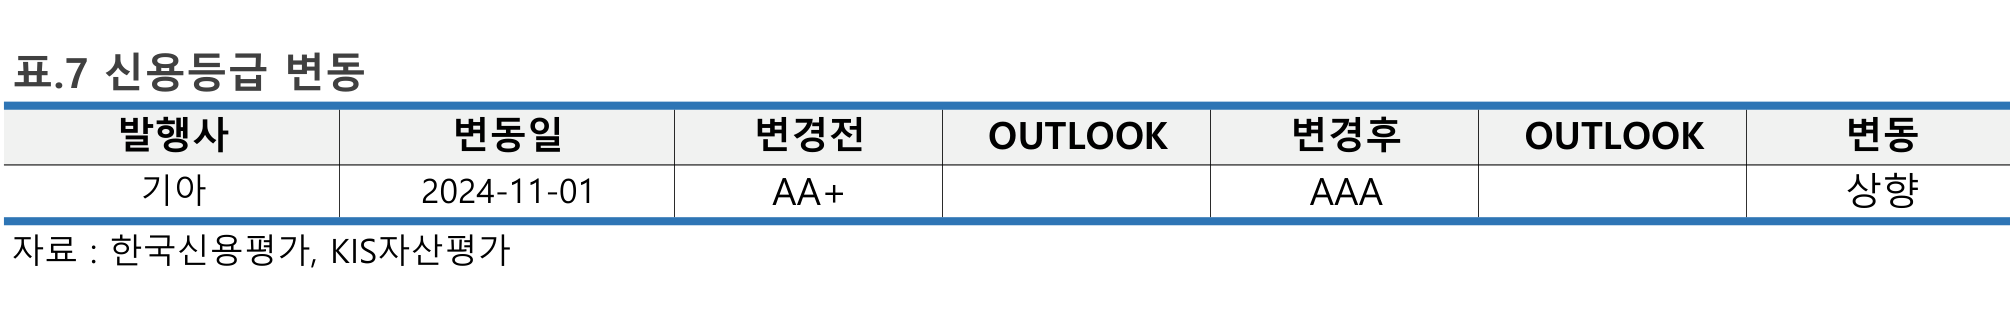 표.7 신용등급 변동
발행사 변동일 변경전 OUTLOOK 변경후 OUTLOOK 변동
기아 2024-11-01 AA+ AAA 상향
자료 : 한국신용평가, KIS자산평가